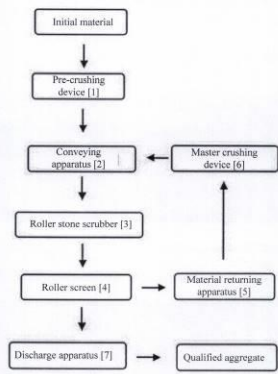 Initial material
Pre-crushing
device [1]
Conveying
apparatus [2]
Master crushing
device [6]
Roller stone scrubber [3]
Roller screen [4]
Material returning
apparatus [5]
Discharge apparatus [7]
Qualified aggregate